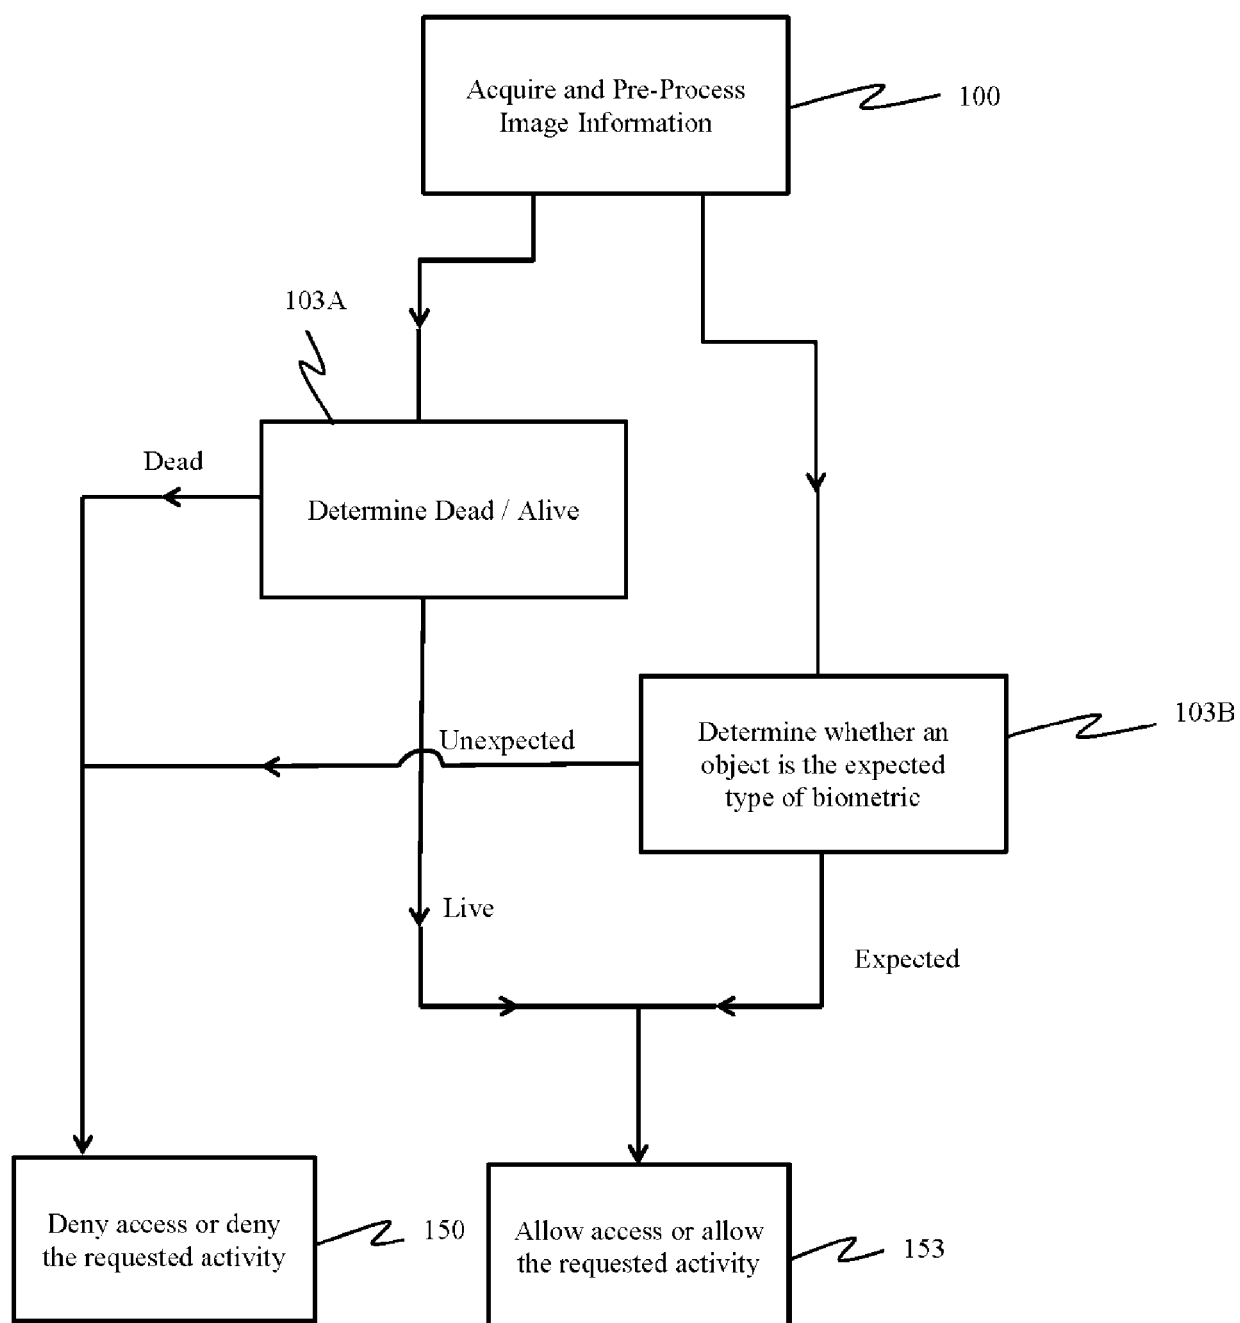 Acquire and Pre-Process
Image Information
100
103A
Dead
Determine Dead / Alive
Unexpected
Determine whether an
object is the expected
type of biometric
103B
Live
Expected
Deny access or deny
the requested activity
150
Allow access or allow
the requested activity
153